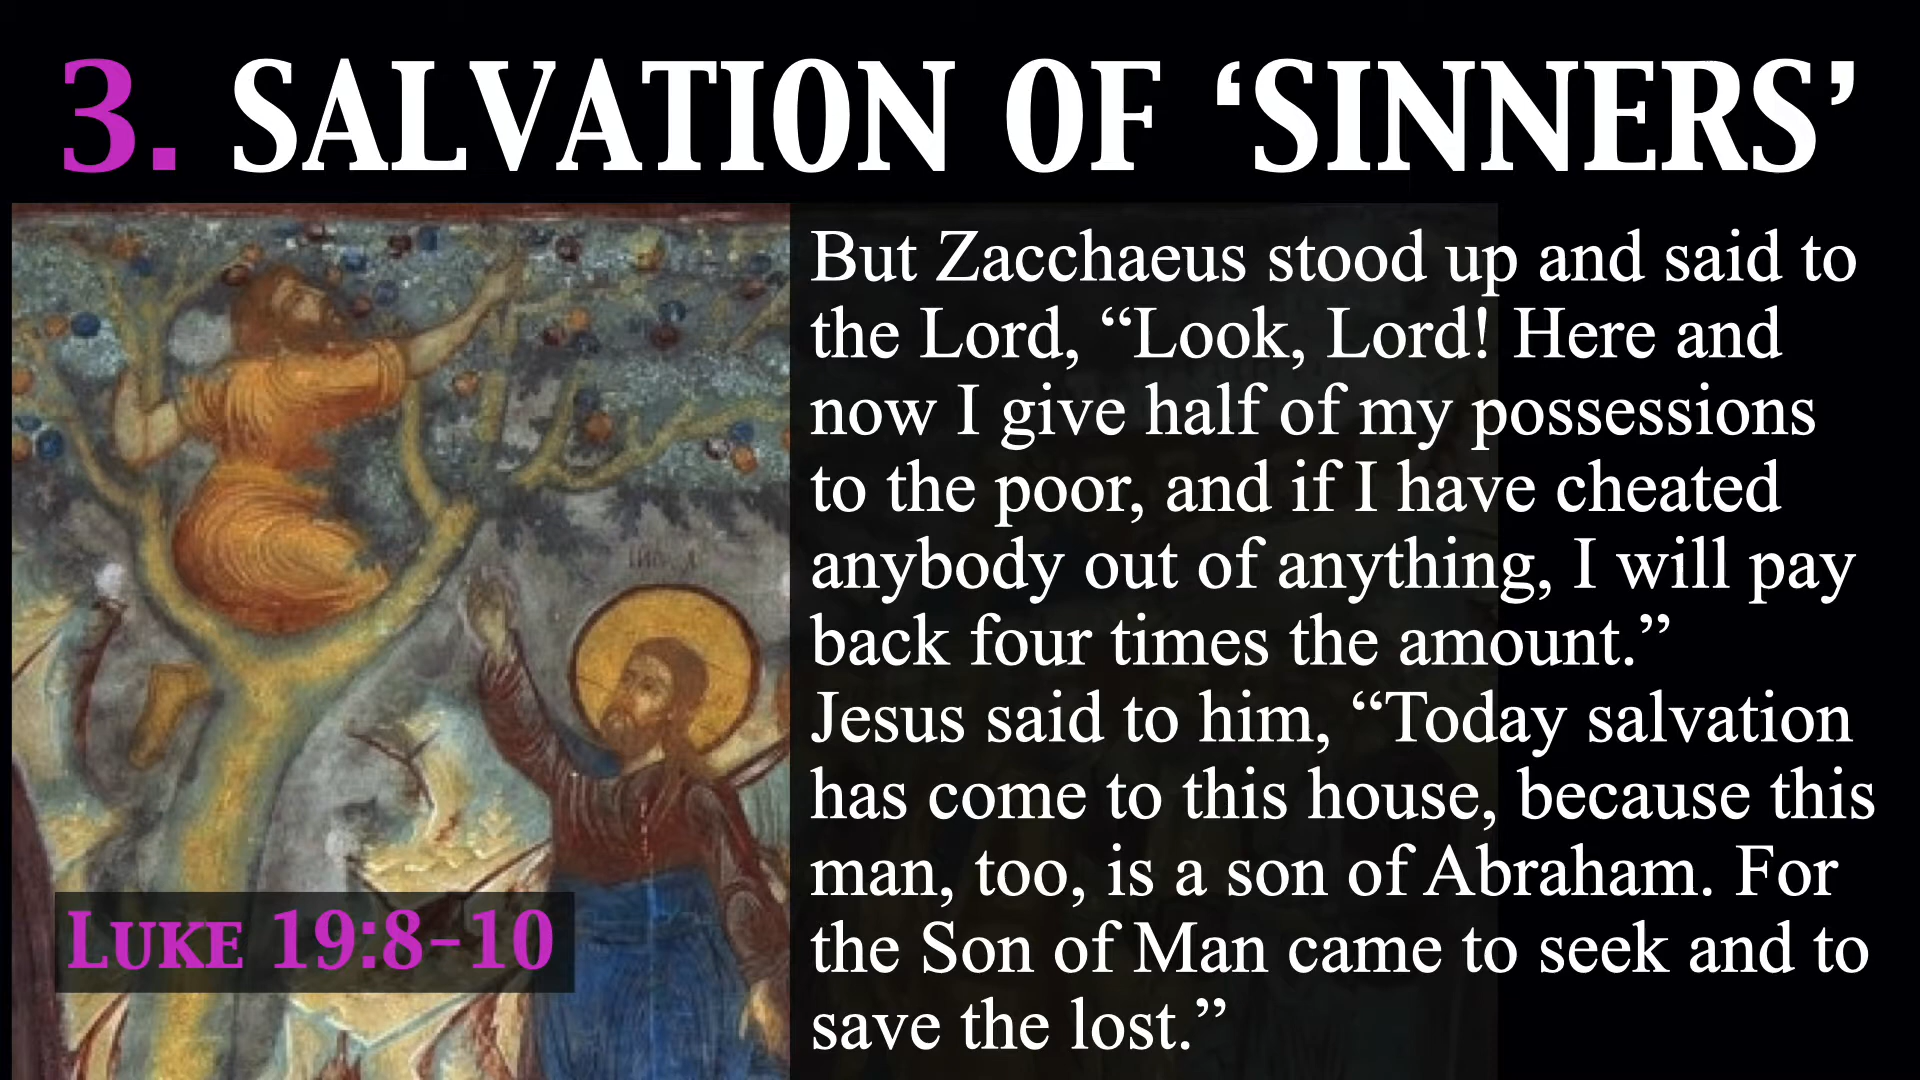 3. SALVATION OF ‘SINNERS’
But Zacchaeus stood up and said to
the Lord, “Look, Lord! Here and
now I give half of my possessions
to the poor, and if I have cheated
anybody out of anything, I will pay
back four times the amount.”
Jesus said to him, “Today salvation
has come to this house, because this
man, too, is a son of Abraham. For
the Son of Man came to seek and to
save the lost.”
LUKE 19:8-10